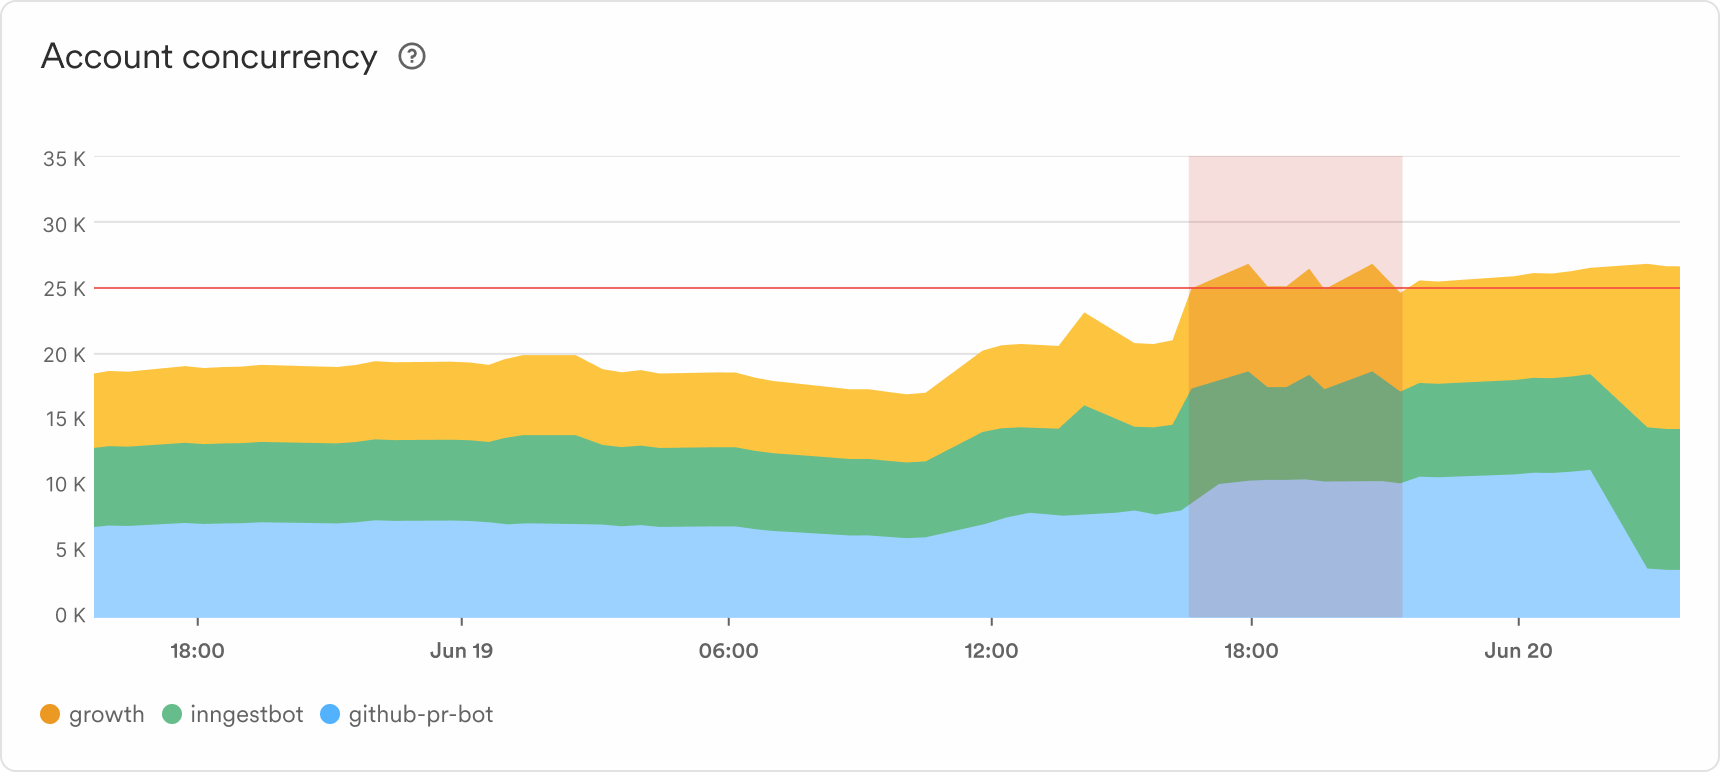 Account concurrency ?
35 K
30 K
25 K
20 K
15 K
10 K
5 K
0 K
18:00 Jun 19 06:00 12:00 18:00 Jun 20
growth inngestbot github-pr-bot